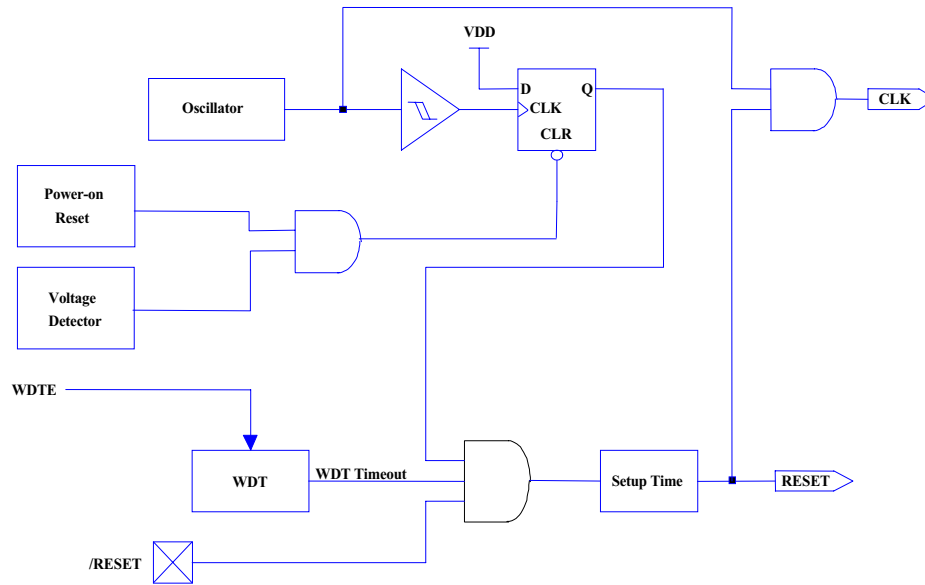 VDD
Oscillator
D
Q
CLK
CLR
CLK
Power-on
Reset
Voltage
Detector
WDTE
WDT
WDT Timeout
Setup Time
RESET
/RESET